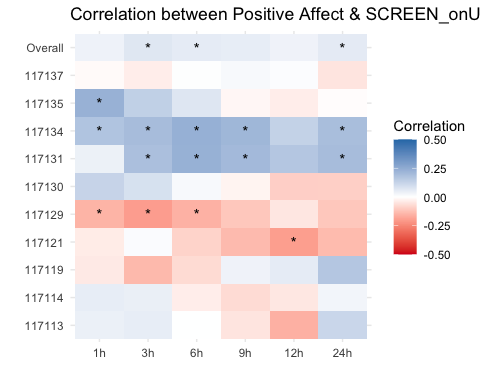 Correlation between Positive Affect & SCREEN_onU
Overall * * *
117137
117135 *
117134 * * * * *
117131 * * * *
117130
117129 * * *
117121 *
117119
117114
117113
1h 3h 6h 9h 12h 24h
Correlation
0.50
0.25
0.00
-0.25
-0.50